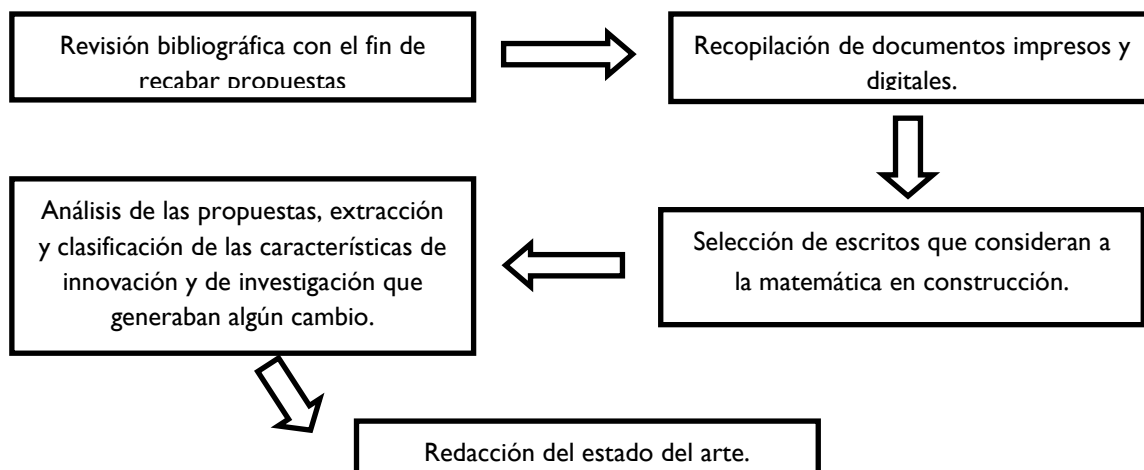 Revisión bibliográfica con el fin de
recabar propuestas
Recopilación de documentos impresos y
digitales.
Selección de escritos que consideran a
la matemática en construcción.
Análisis de las propuestas, extracción
y clasificación de las características de
innovación y de investigación que
generaban algún cambio.
Redacción del estado del arte.